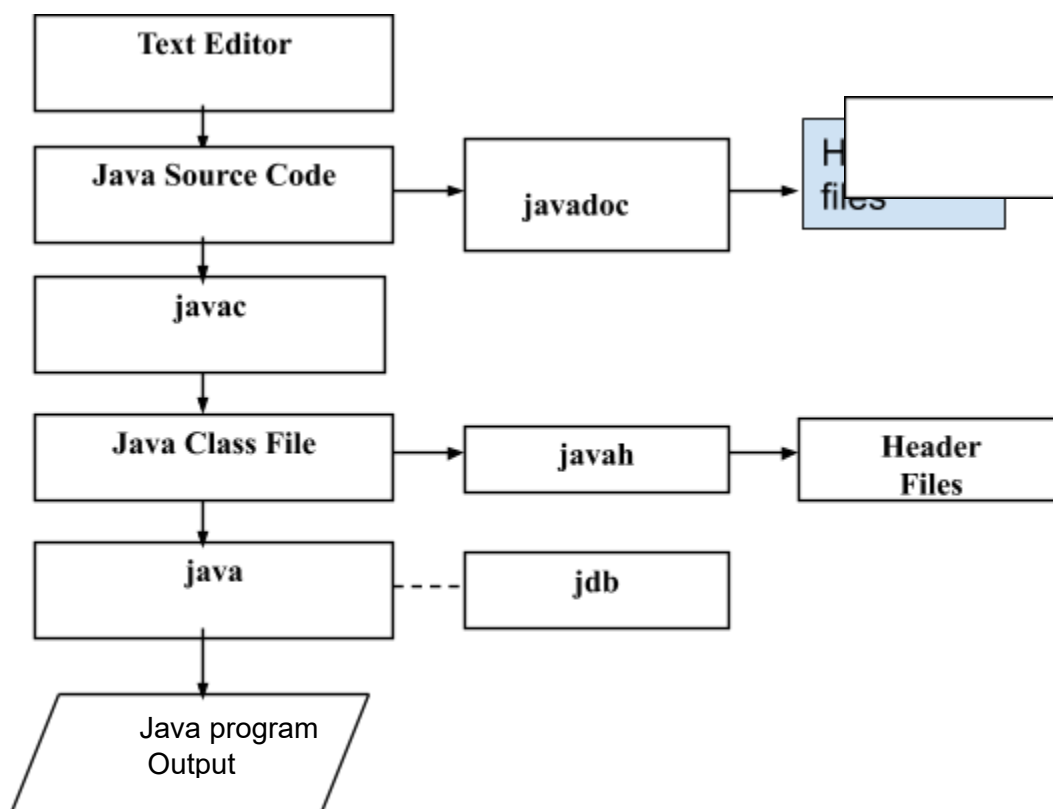 Text Editor
Java Source Code
javadoc
files
javac
Java Class File
javah
Header
Files
java
jdb
Java program
Output